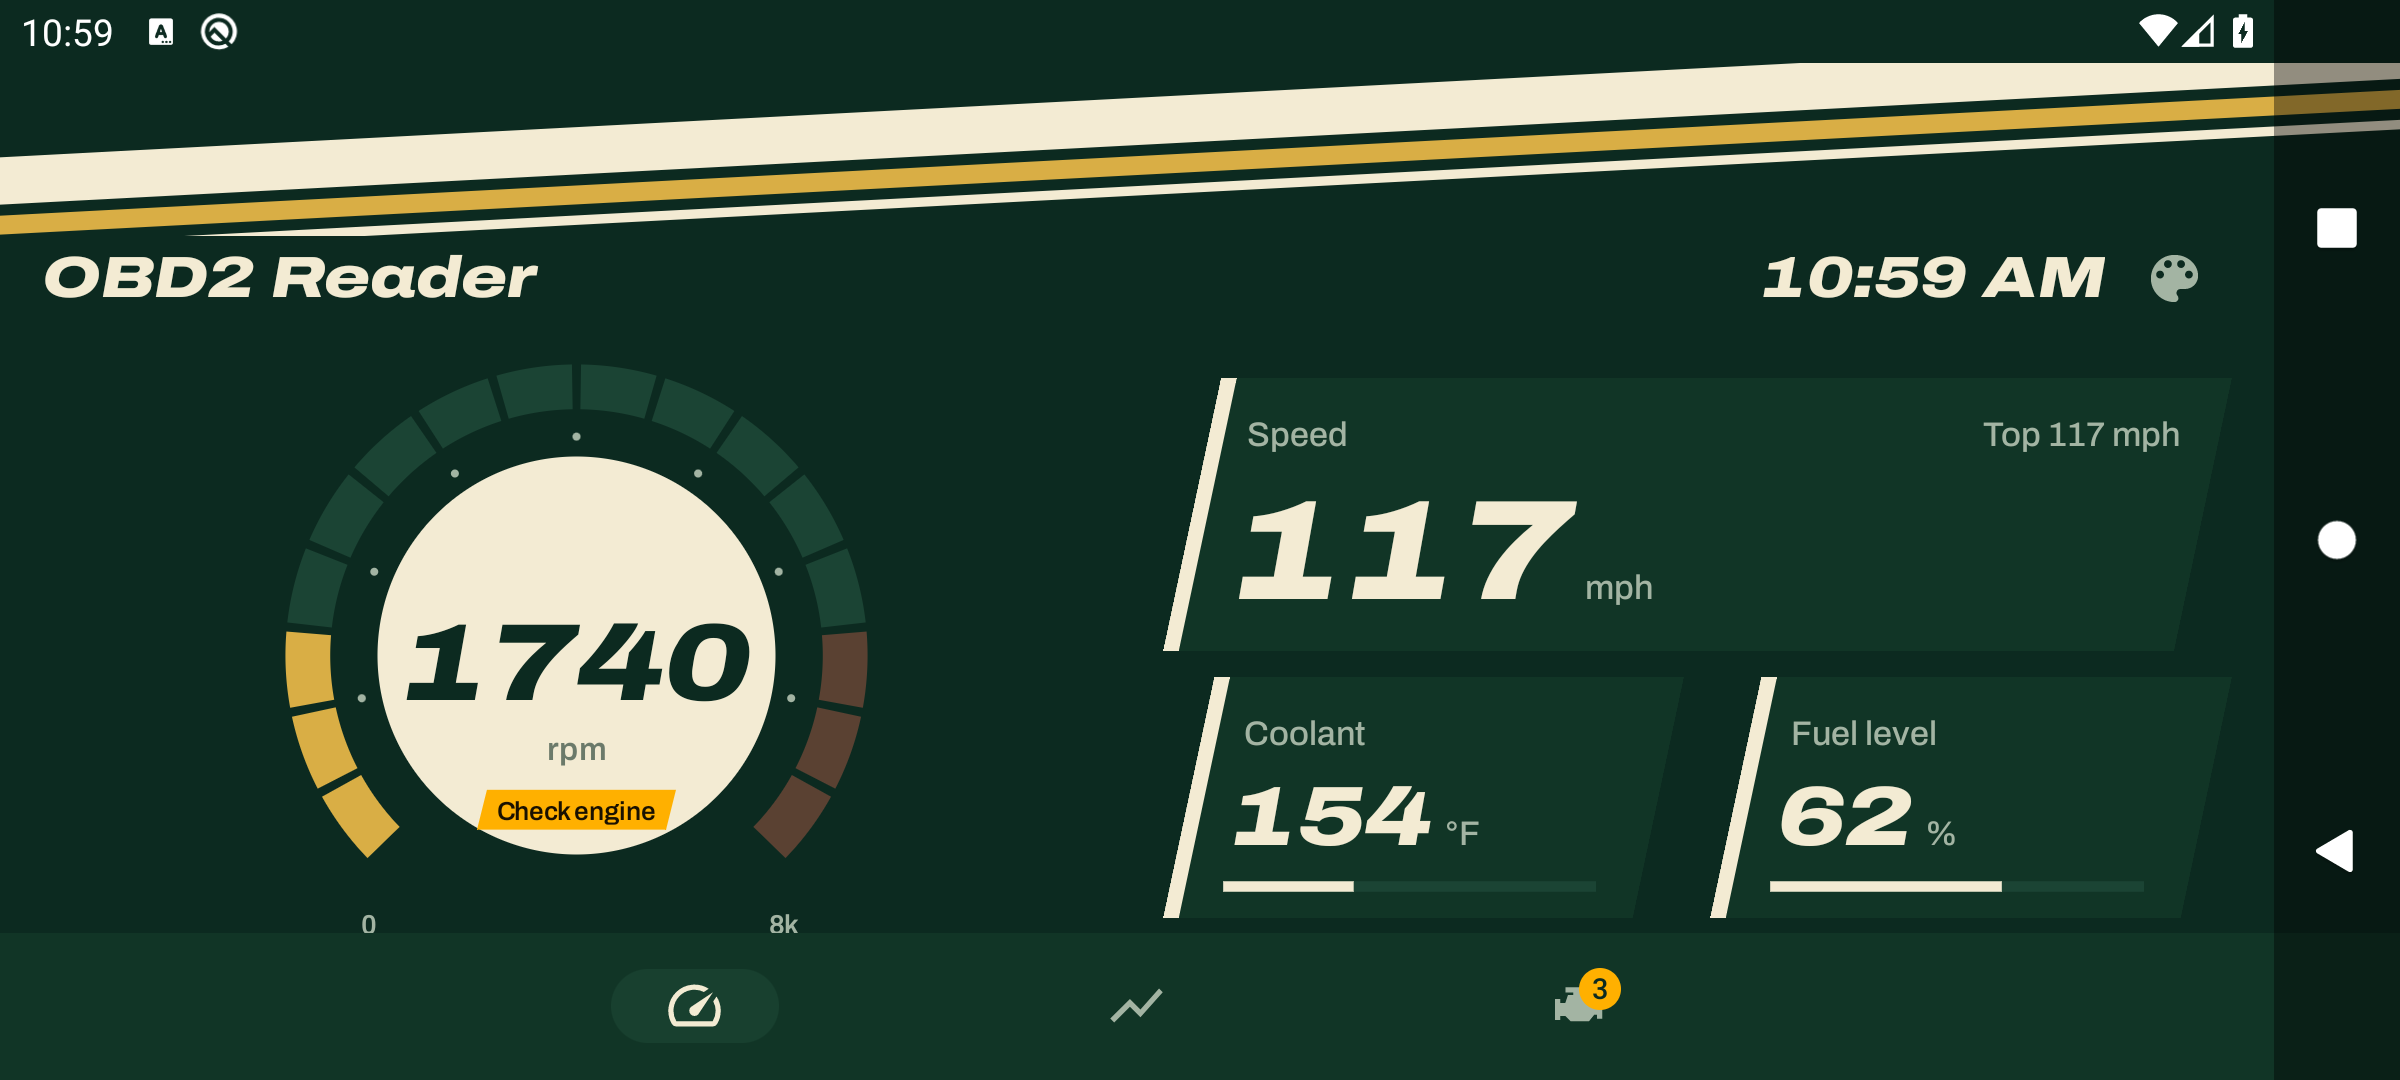 10:59
OBD2 Reader
10:59 AM
1740
rpm
Check engine
0
8k
Speed
Top 117 mph
117 mph
Coolant
154 °F
Fuel level
62 %
3